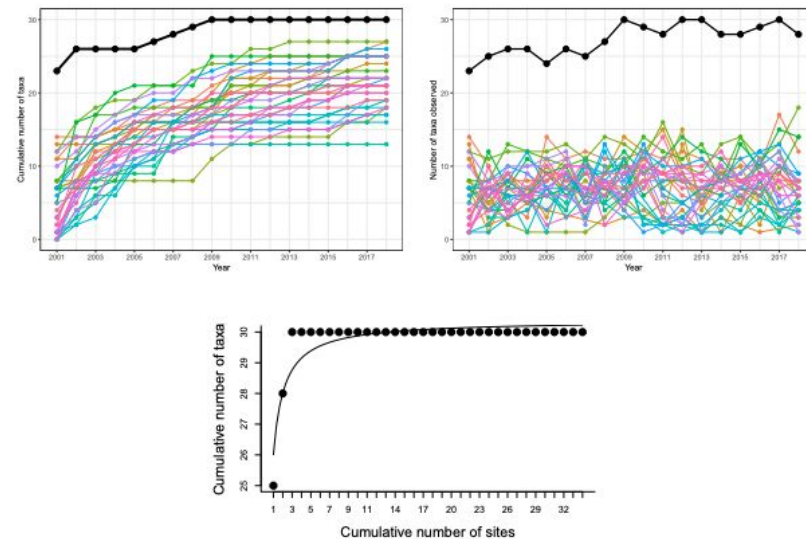 Cumulative number of taxa
30
20
10
0
2001 2003 2005 2007 2009 2011 2013 2015 2017
Year
Number of taxa observed
30
20
10
0
2001 2003 2005 2007 2009 2011 2013 2015 2017
Year
Cumulative number of taxa
30
29
28
27
26
25
1 3 5 7 9 11 14 17 20 23 26 29 32
Cumulative number of sites